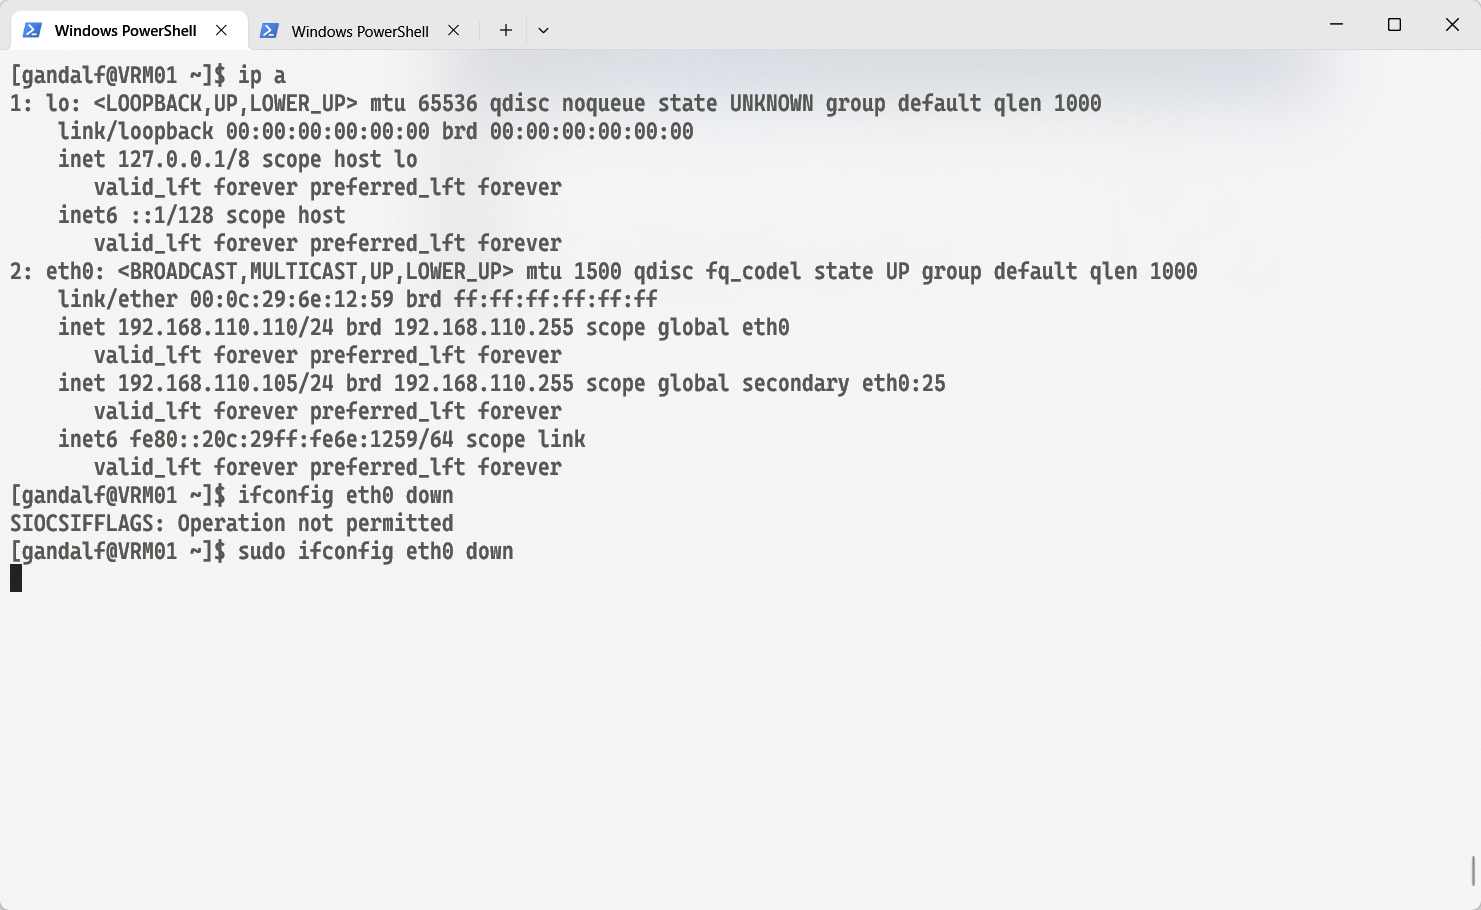 Windows PowerShell
Windows PowerShell
[gandalf@VRM01 ~]$ ip a
1: lo: <LOOPBACK,UP,LOWER_UP> mtu 65536 qdisc noqueue state UNKNOWN group default qlen 1000
    link/loopback 00:00:00:00:00:00 brd 00:00:00:00:00:00
    inet 127.0.0.1/8 scope host lo
       valid_lft forever preferred_lft forever
    inet6 ::1/128 scope host
       valid_lft forever preferred_lft forever
2: eth0: <BROADCAST,MULTICAST,UP,LOWER_UP> mtu 1500 qdisc fq_codel state UP group default qlen 1000
    link/ether 00:0c:29:6e:12:59 brd ff:ff:ff:ff:ff:ff
    inet 192.168.110.110/24 brd 192.168.110.255 scope global eth0
       valid_lft forever preferred_lft forever
    inet 192.168.110.105/24 brd 192.168.110.255 scope global secondary eth0:25
       valid_lft forever preferred_lft forever
    inet6 fe80::20c:29ff:fe6e:1259/64 scope link
       valid_lft forever preferred_lft forever
[gandalf@VRM01 ~]$ ifconfig eth0 down
SIOCSIFFLAGS: Operation not permitted
[gandalf@VRM01 ~]$ sudo ifconfig eth0 down